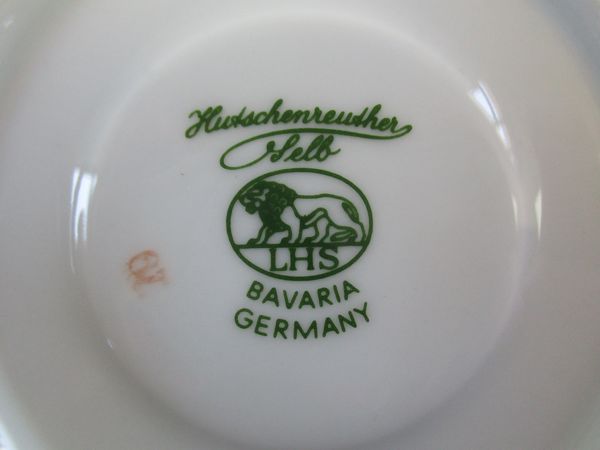 Hutschenreuther
Selb
LHS
BAVARIA
GERMANY